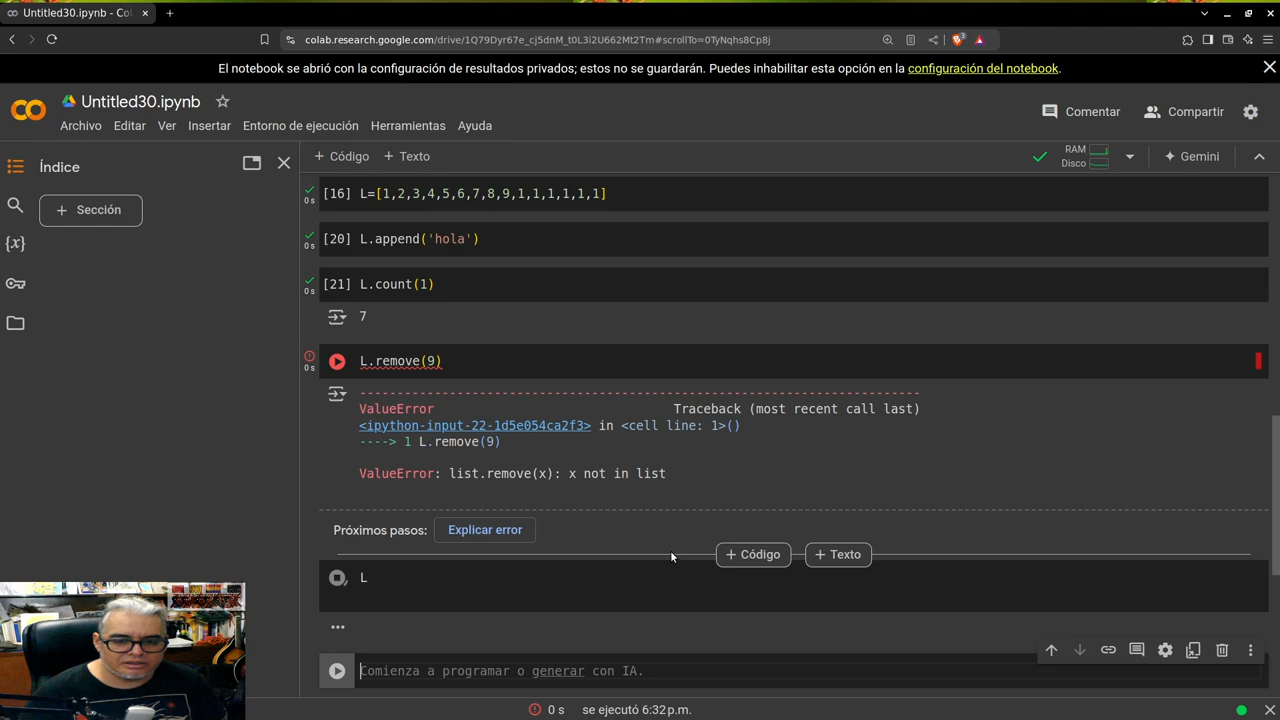 Untitled30.ipynb - Col
colab.research.google.com/drive/1Q79Dyr67e_cj5dnM_t0L3i2U662Mt2Tm#scrollTo=0TyNqhs8Cp8j
El notebook se abrió con la configuración de resultados privados; estos no se guardarán. Puedes inhabilitar esta opción en la configuración del notebook.
Untitled30.ipynb
Archivo Editar Ver Insertar Entorno de ejecución Herramientas Ayuda
Comentar Compartir
Índice
+ Código + Texto
RAM
Disco
Gemini
+ Sección
[16] L=[1,2,3,4,5,6,7,8,9,1,1,1,1,1,1]
0 s
[20] L.append('hola')
0 s
[21] L.count(1)
0 s
7
L.remove(9)
0 s
---------------------------------------------------------------------------
ValueError Traceback (most recent call last)
<ipython-input-22-1d5e054ca2f3> in <cell line: 1>()
----> 1 L.remove(9)
ValueError: list.remove(x): x not in list
Próximos pasos: Explicar error
+ Código + Texto
L
...
Comienza a programar o generar con IA.
0 s se ejecutó 6:32 p.m.